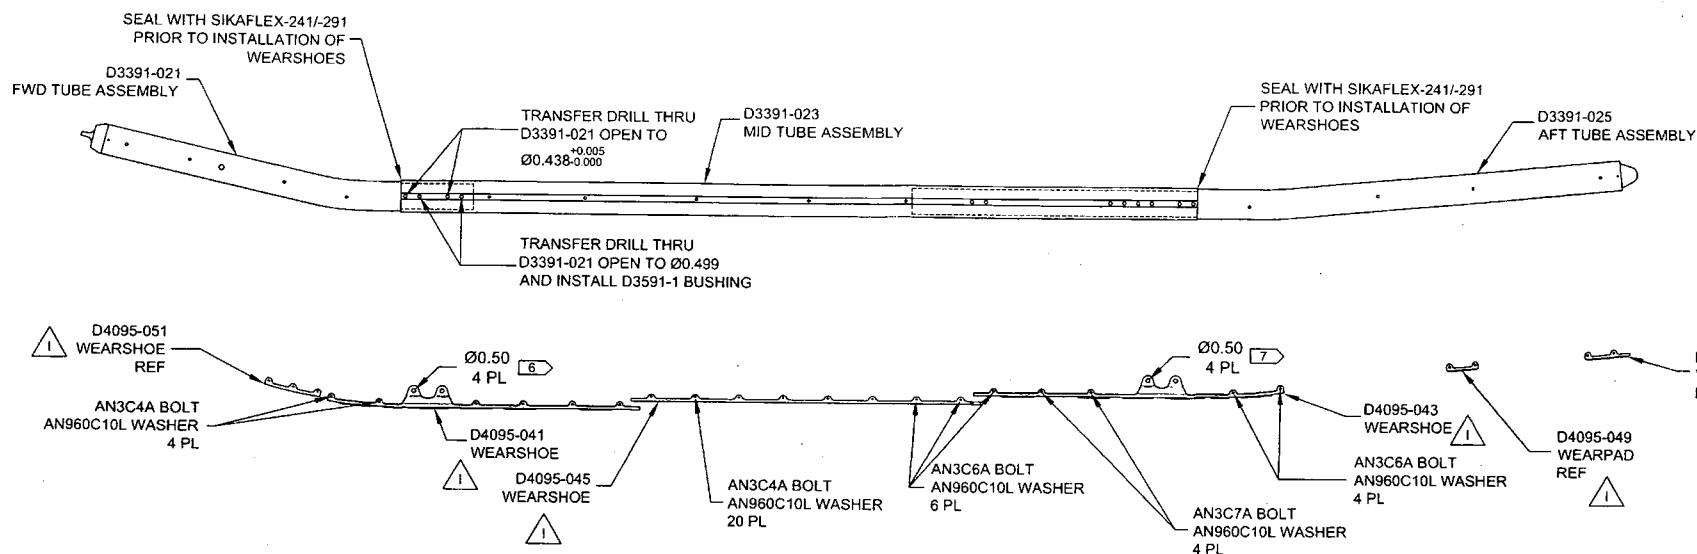 SEAL WITH SIKAFLEX-241/-291
PRIOR TO INSTALLATION OF
WEARSHOES
D3391-021
FWD TUBE ASSEMBLY
TRANSFER DRILL THRU
D3391-021 OPEN TO
Ø0.438+0.005-0.000
D3391-023
MID TUBE ASSEMBLY
SEAL WITH SIKAFLEX-241/-291
PRIOR TO INSTALLATION OF
WEARSHOES
D3391-025
AFT TUBE ASSEMBLY
TRANSFER DRILL THRU
D3391-021 OPEN TO Ø0.499
AND INSTALL D3591-1 BUSHING
1
D4095-051
WEARSHOE
REF
Ø0.50
4 PL
6
AN3C4A BOLT
AN960C10L WASHER
4 PL
D4095-041
WEARSHOE
1
D4095-045
WEARSHOE
1
AN3C4A BOLT
AN960C10L WASHER
20 PL
AN3C6A BOLT
AN960C10L WASHER
6 PL
Ø0.50
4 PL
7
AN3C7A BOLT
AN960C10L WASHER
4 PL
D4095-043
WEARSHOE
1
AN3C6A BOLT
AN960C10L WASHER
4 PL
D4095-049
WEARPAD
REF
1